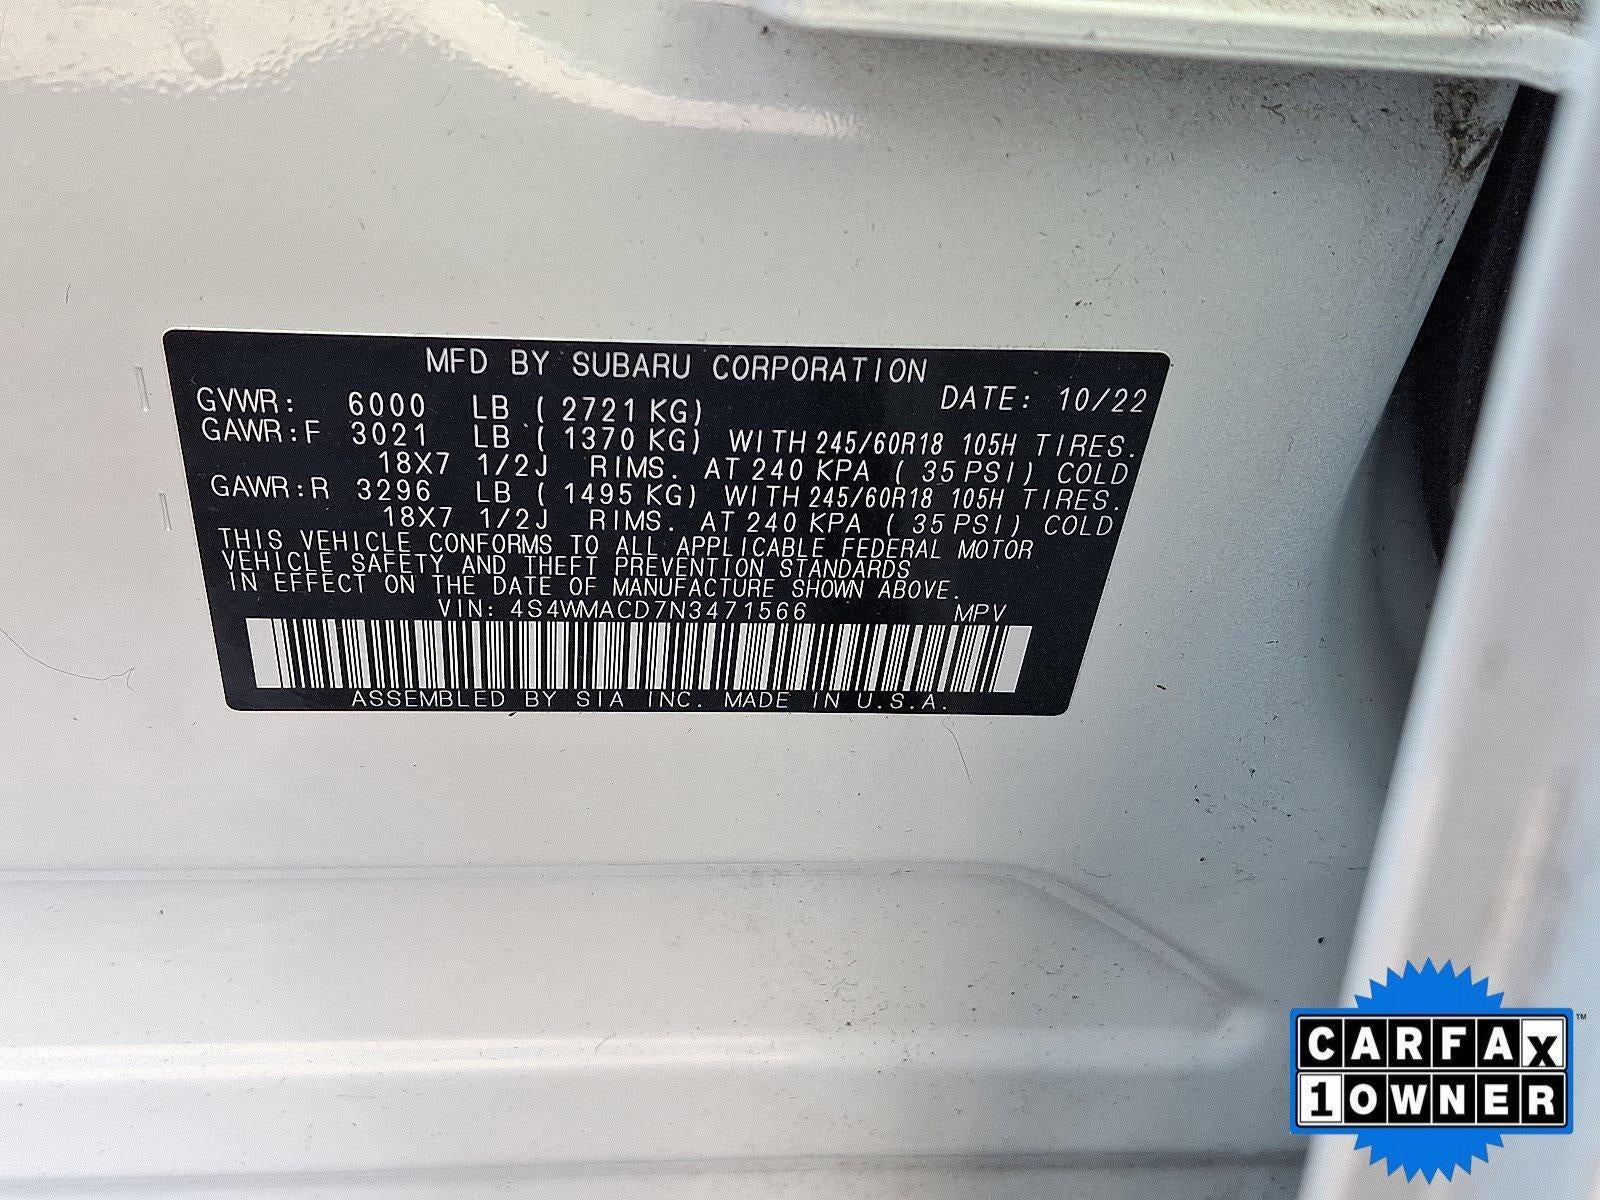 MFD BY SUBARU CORPORATION
GVWR: 6000 LB ( 2721 KG) DATE: 10/22
GAWR:F 3021 LB ( 1370 KG) WITH 245/60R18 105H TIRES.
18X7 1/2J RIMS. AT 240 KPA ( 35 PSI) COLD
GAWR:R 3296 LB ( 1495 KG) WITH 245/60R18 105H TIRES.
18X7 1/2J RIMS. AT 240 KPA ( 35 PSI) COLD
THIS VEHICLE CONFORMS TO ALL APPLICABLE FEDERAL MOTOR
VEHICLE SAFETY AND THEFT PREVENTION STANDARDS
IN EFFECT ON THE DATE OF MANUFACTURE SHOWN ABOVE.
VIN: 4S4WMACD7N3471566 MPV
ASSEMBLED BY SIA INC. MADE IN U.S.A.
CARFAX™
1 OWNER